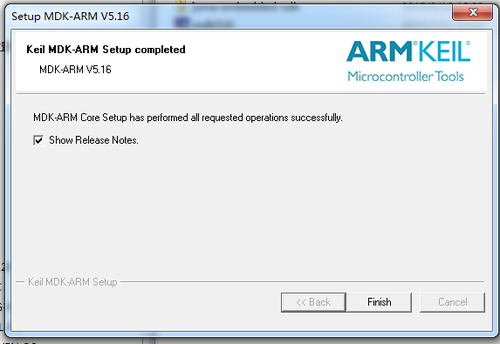 Setup MDK-ARM V5.16
Keil MDK-ARM Setup completed
MDK-ARM V5.16
ARM®KEIL®
Microcontroller Tools
MDK-ARM Core Setup has performed all requested operations successfully.
Show Release Notes.
Keil MDK-ARM Setup
<< Back
Finish
Cancel